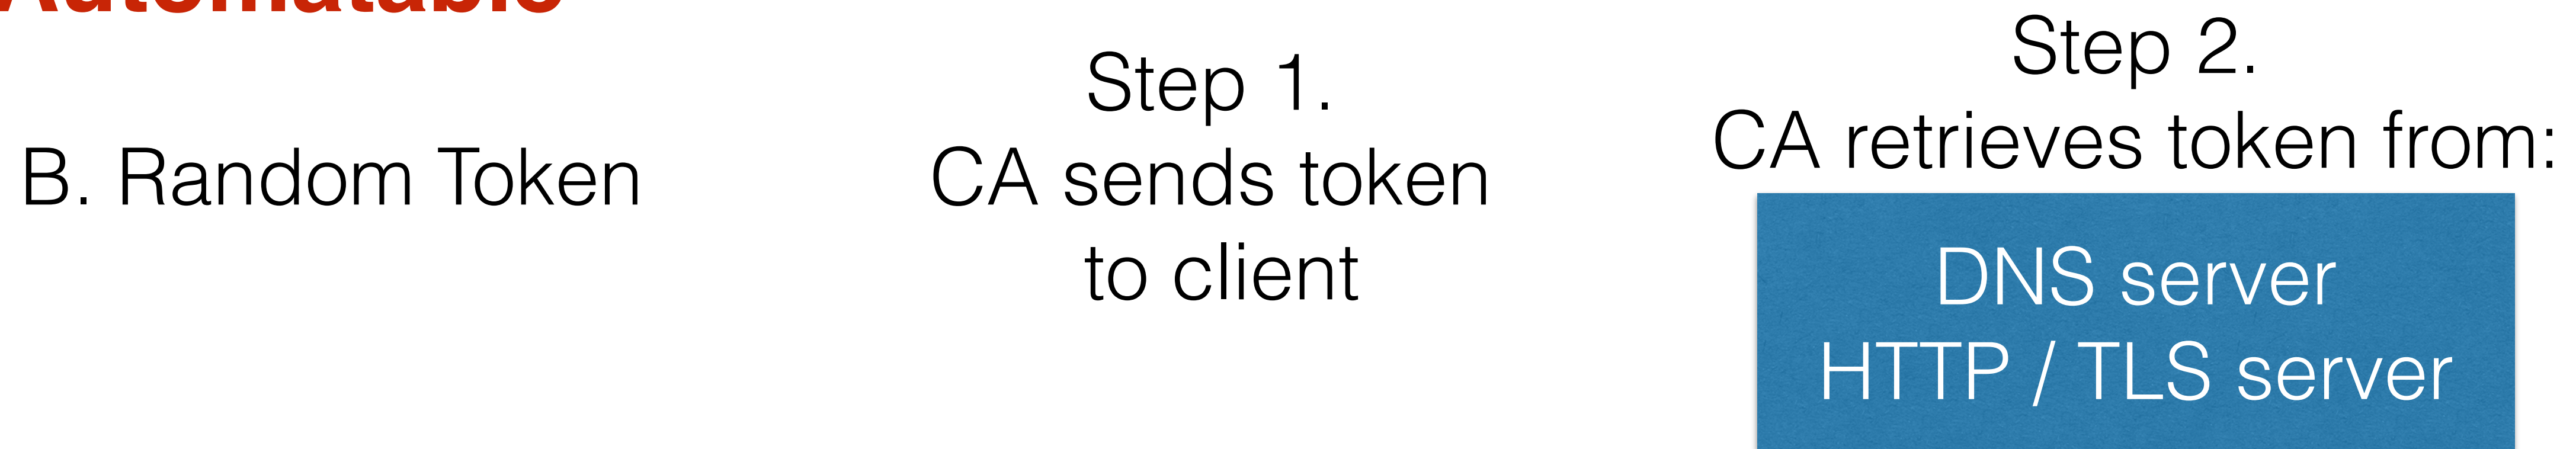 Automatable
B. Random Token
Step 1.
CA sends token
to client
Step 2.
CA retrieves token from:
DNS server
HTTP / TLS server